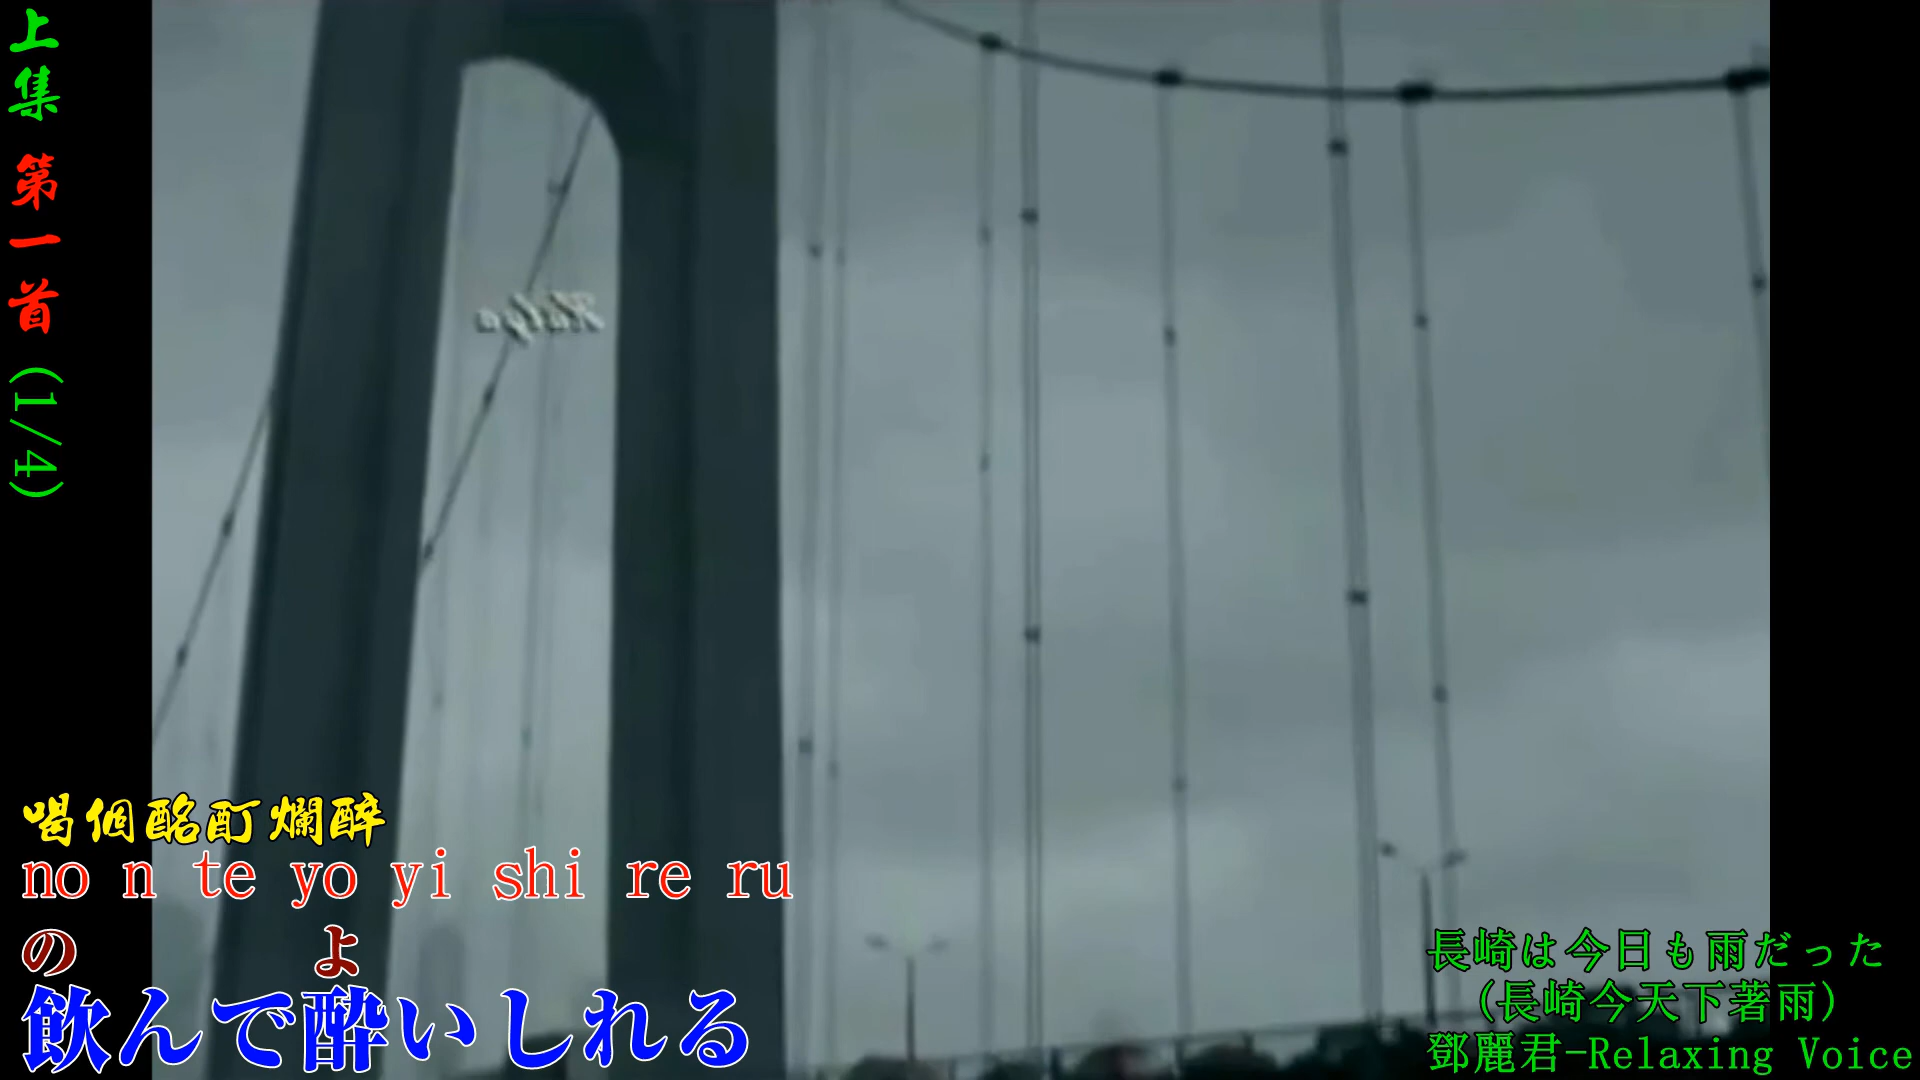 上集 第一首 (1/4)
喝個酩酊爛醉
no n te yo yi shi re ru
の よ
飲んで酔いしれる
長崎は今日も雨だった
(長崎今天下著雨)
鄧麗君-Relaxing Voice